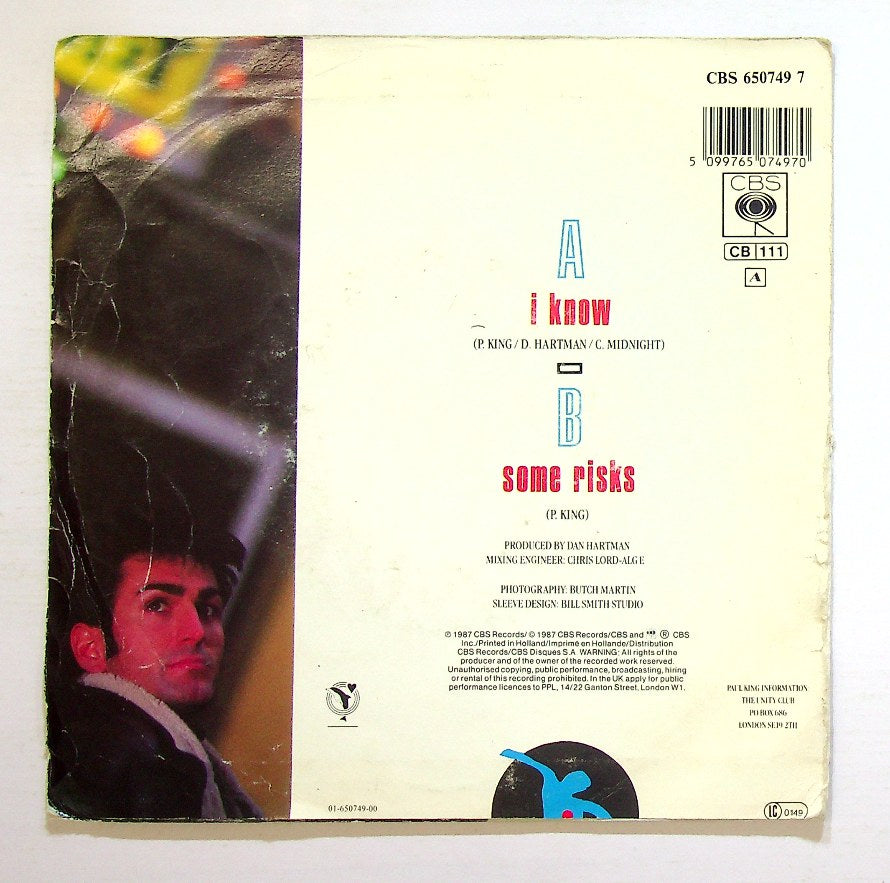 CBS 650749 7
5 099765 074970
CBS
CB 111
A
A
i know
(P. KING / D. HARTMAN / C. MIDNIGHT)
B
some risks
(P. KING)
PRODUCED BY DAN HARTMAN
MIXING ENGINEER: CHRIS LORD-ALGE
PHOTOGRAPHY: BUTCH MARTIN
SLEEVE DESIGN: BILL SMITH STUDIO
℗ 1987 CBS Records/ © 1987 CBS Records/CBS and ® CBS
Inc./Printed in Holland/Imprimé en Hollande/Distribution
CBS Records/CBS Disques S.A. WARNING: All rights of the
producer and of the owner of the recorded work reserved.
Unauthorised copying, public performance, broadcasting, hiring
or rental of this recording prohibited. In the UK apply for public
performance licences to PPL, 14/22 Ganton Street, London W1.
PAUL KING INFORMATION
THE UNITY CLUB
PO BOX 686
LONDON SE19 2TH
01-650749-00
LC 0149